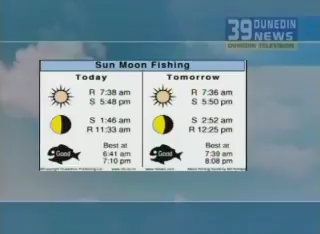 39 DUNEDIN NEWS
DUNEDIN TELEVISION
Sun Moon Fishing
Today Tomorrow
R 7:38 am R 7:36 am
S 5:48 pm S 5:50 pm
S 1:46 am S 2:52 am
R 11:33 am R 12:25 pm
Good Best at Good Best at
6:41 am 7:39 am
7:10 pm 8:08 pm